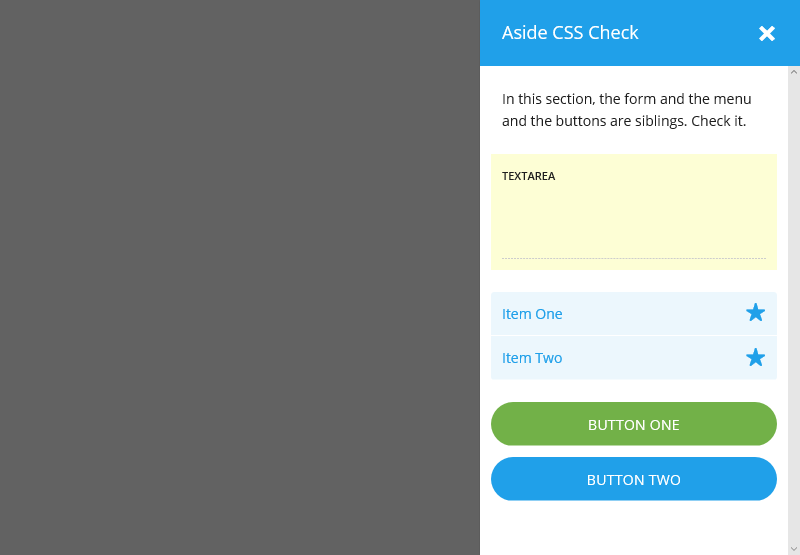 Aside CSS Check
In this section, the form and the menu
and the buttons are siblings. Check it.
TEXTAREA
Item One
Item Two
BUTTON ONE
BUTTON TWO